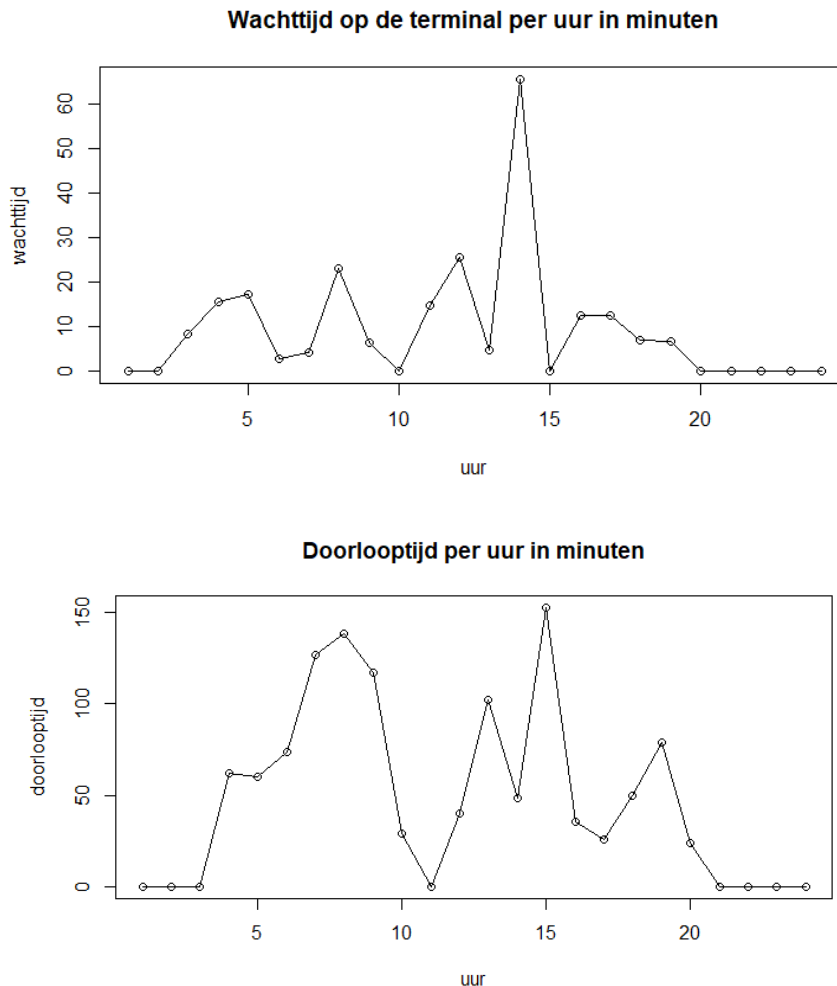 Wachttijd op de terminal per uur in minuten
60
50
40
30
20
10
0
wachttijd
5 10 15 20
uur
Doorlooptijd per uur in minuten
150
100
50
0
doorlooptijd
5 10 15 20
uur